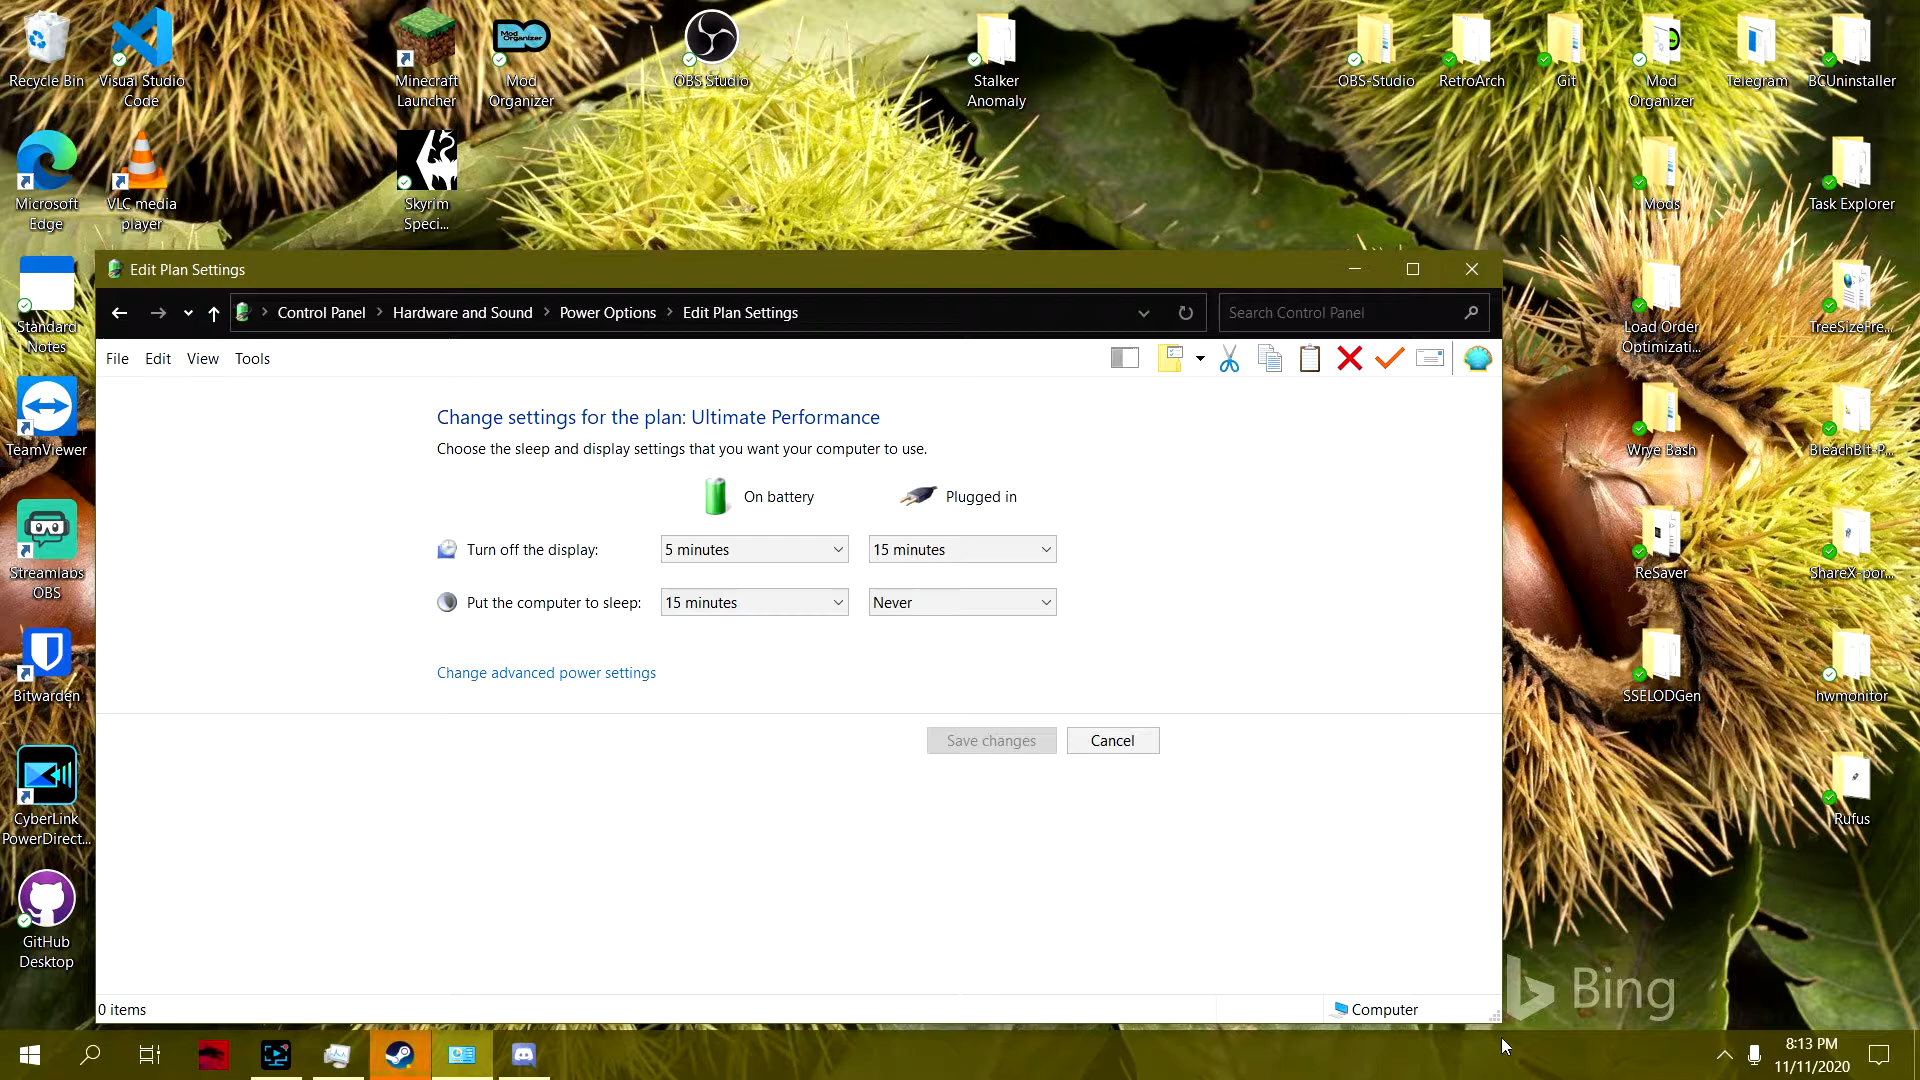 Recycle Bin
Visual Studio
Code
Minecraft
Launcher
Mod Organizer
Mod
Organizer
OBS Studio
Stalker
Anomaly
OBS-Studio
RetroArch
Git
Mod
Organizer
Telegram
BCUninstaller
Microsoft
Edge
VLC media
player
Skyrim
Speci...
Mods
Task Explorer
Edit Plan Settings
Standard
Notes
Control Panel
Hardware and Sound
Power Options
Edit Plan Settings
Search Control Panel
Load Order
Optimizati...
TreeSizeFre...
File
Edit
View
Tools
Change settings for the plan: Ultimate Performance
Choose the sleep and display settings that you want your computer to use.
TeamViewer
Wrye Bash
BleachBit-P...
On battery
Plugged in
Turn off the display:
5 minutes
15 minutes
Streamlabs
OBS
ReSaver
ShareX-por...
Put the computer to sleep:
15 minutes
Never
Change advanced power settings
Bitwarden
SSELODGen
hwmonitor
Save changes
Cancel
CyberLink
PowerDirect...
Rufus
GitHub
Desktop
0 items
Computer
Bing
8:13 PM
11/11/2020